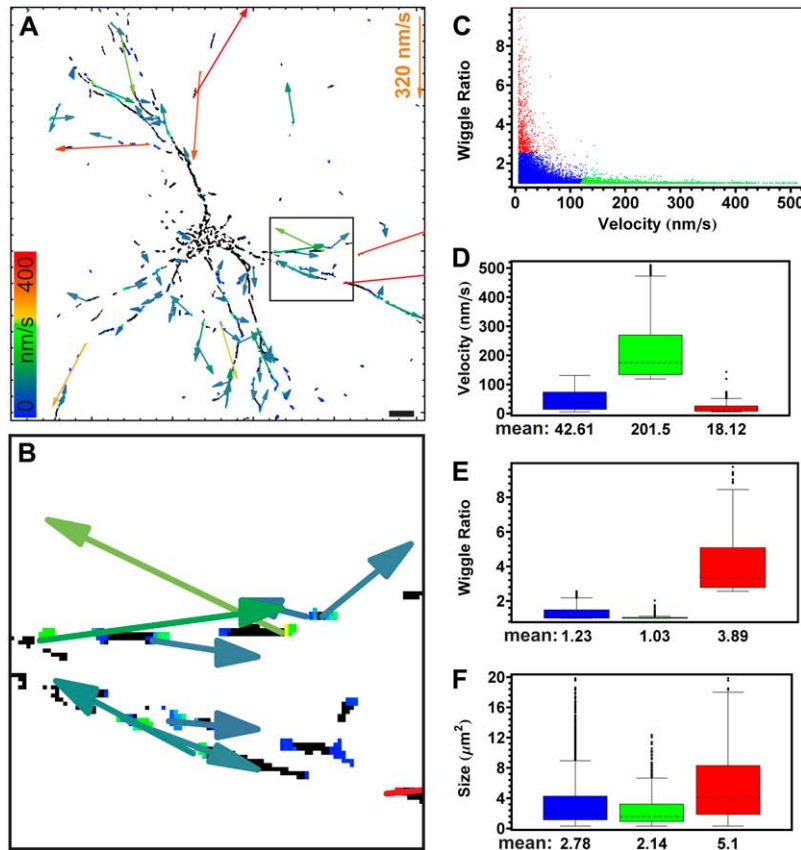 A
320 nm/s
0 nm/s 400
B
C
Wiggle Ratio
8
6
4
2
0 100 200 300 400 500
Velocity (nm/s)
D
Velocity (nm/s)
500
400
300
200
100
0
mean: 42.61 201.5 18.12
E
Wiggle Ratio
8
6
4
2
mean: 1.23 1.03 3.89
F
Size (µm²)
20
16
12
8
4
0
mean: 2.78 2.14 5.1